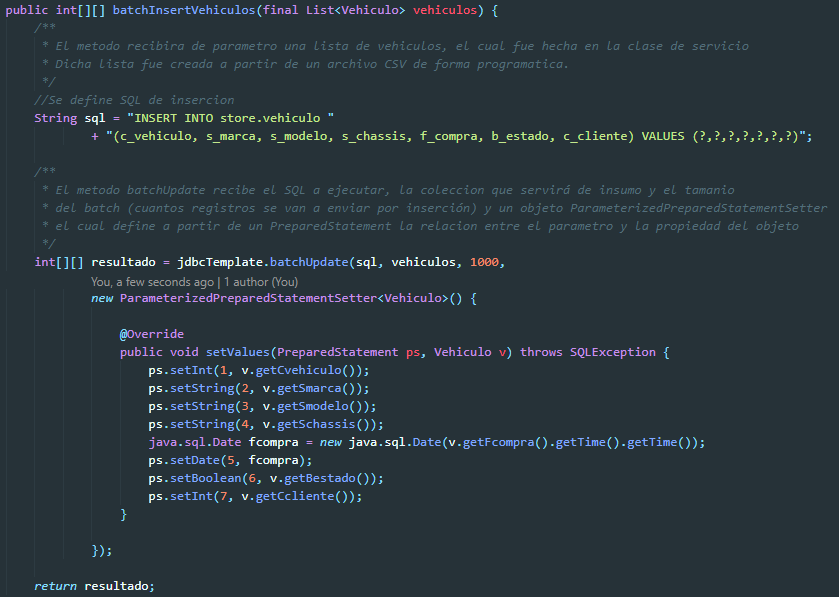 public int[][] batchInsertVehiculos(final List<Vehiculo> vehiculos) {
/**
* El metodo recibira de parametro una lista de vehiculos, el cual fue hecha en la clase de servicio
* Dicha lista fue creada a partir de un archivo CSV de forma programatica.
*/
//Se define SQL de insercion
String sql = "INSERT INTO store.vehiculo "
+ "(c_vehiculo, s_marca, s_modelo, s_chassis, f_compra, b_estado, c_cliente) VALUES (?,?,?,?,?,?,?)";
/**
* El metodo batchUpdate recibe el SQL a ejecutar, la coleccion que servirá de insumo y el tamanio
* del batch (cuantos registros se van a enviar por inserción) y un objeto ParameterizedPreparedStatementSetter
* el cual define a partir de un PreparedStatement la relacion entre el parametro y la propiedad del objeto
*/
int[][] resultado = jdbcTemplate.batchUpdate(sql, vehiculos, 1000,
You, a few seconds ago | 1 author (You)
new ParameterizedPreparedStatementSetter<Vehiculo>() {
@Override
public void setValues(PreparedStatement ps, Vehiculo v) throws SQLException {
ps.setInt(1, v.getCvehiculo());
ps.setString(2, v.getSmarca());
ps.setString(3, v.getSmodelo());
ps.setString(4, v.getSchassis());
java.sql.Date fcompra = new java.sql.Date(v.getFcompra().getTime().getTime());
ps.setDate(5, fcompra);
ps.setBoolean(6, v.getBestado());
ps.setInt(7, v.getCcliente());
}
});
return resultado;